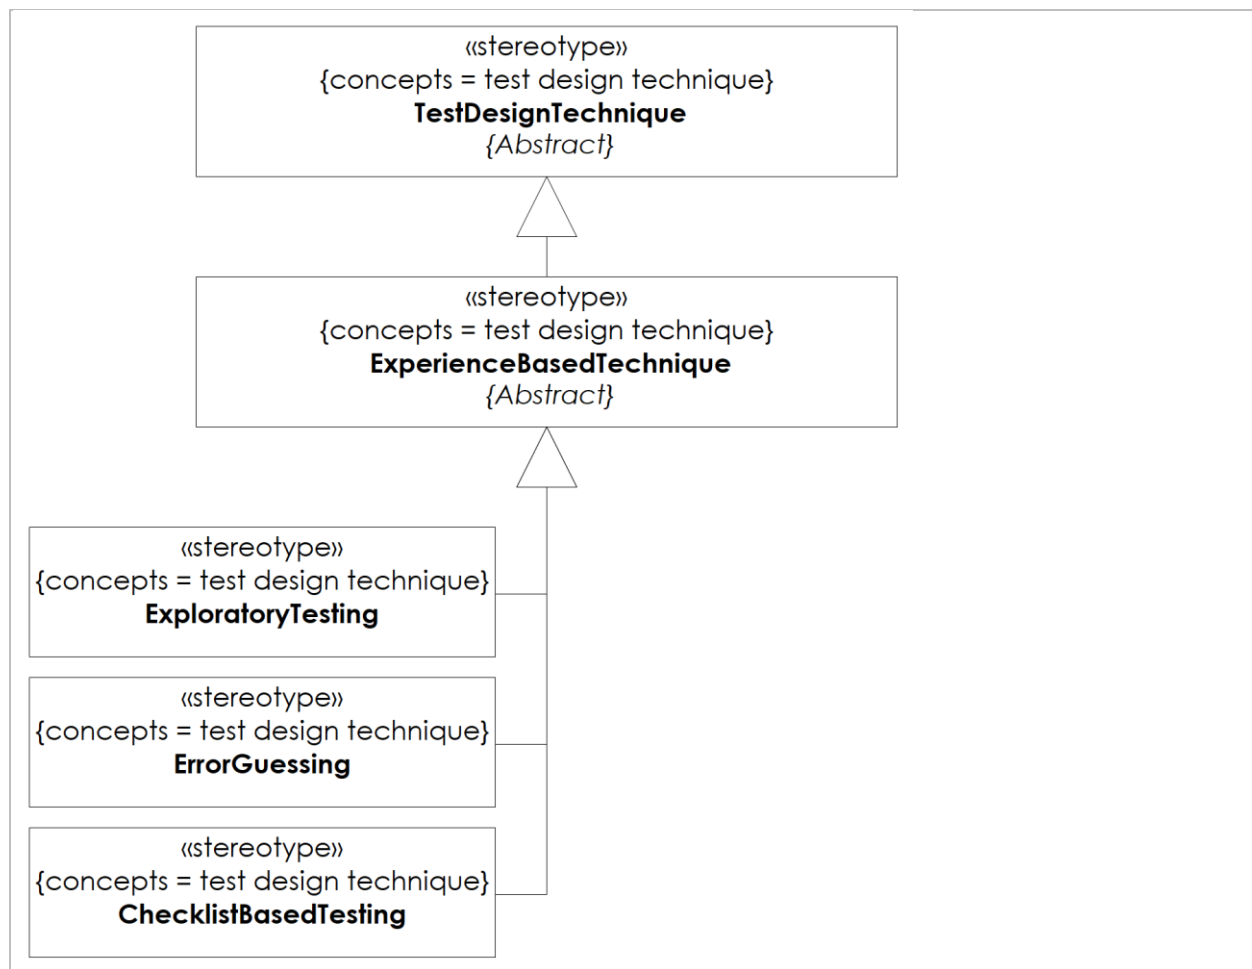 «stereotype»
{concepts = test design technique}
TestDesignTechnique
{Abstract}
«stereotype»
{concepts = test design technique}
ExperienceBasedTechnique
{Abstract}
«stereotype»
{concepts = test design technique}
ExploratoryTesting
«stereotype»
{concepts = test design technique}
ErrorGuessing
«stereotype»
{concepts = test design technique}
ChecklistBasedTesting